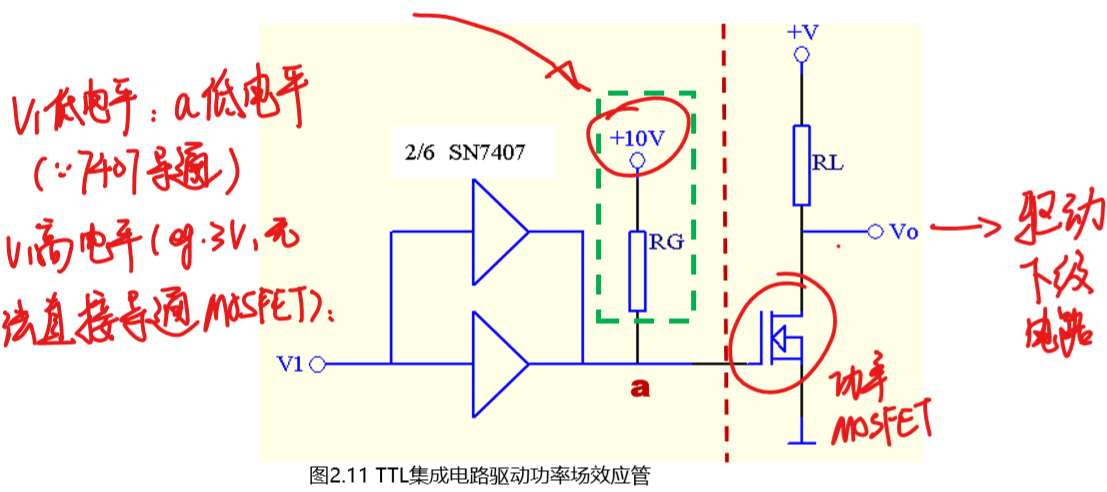 V1低电平：a低电平
(∵7407导通)
V1高电平(eg.3V,无
法直接导通MOSFET)：
2/6 SN7407
+10V
RG
V1
a
+V
RL
Vo
驱动
下级
电路
功率
MOSFET
图2.11 TTL集成电路驱动功率场效应管